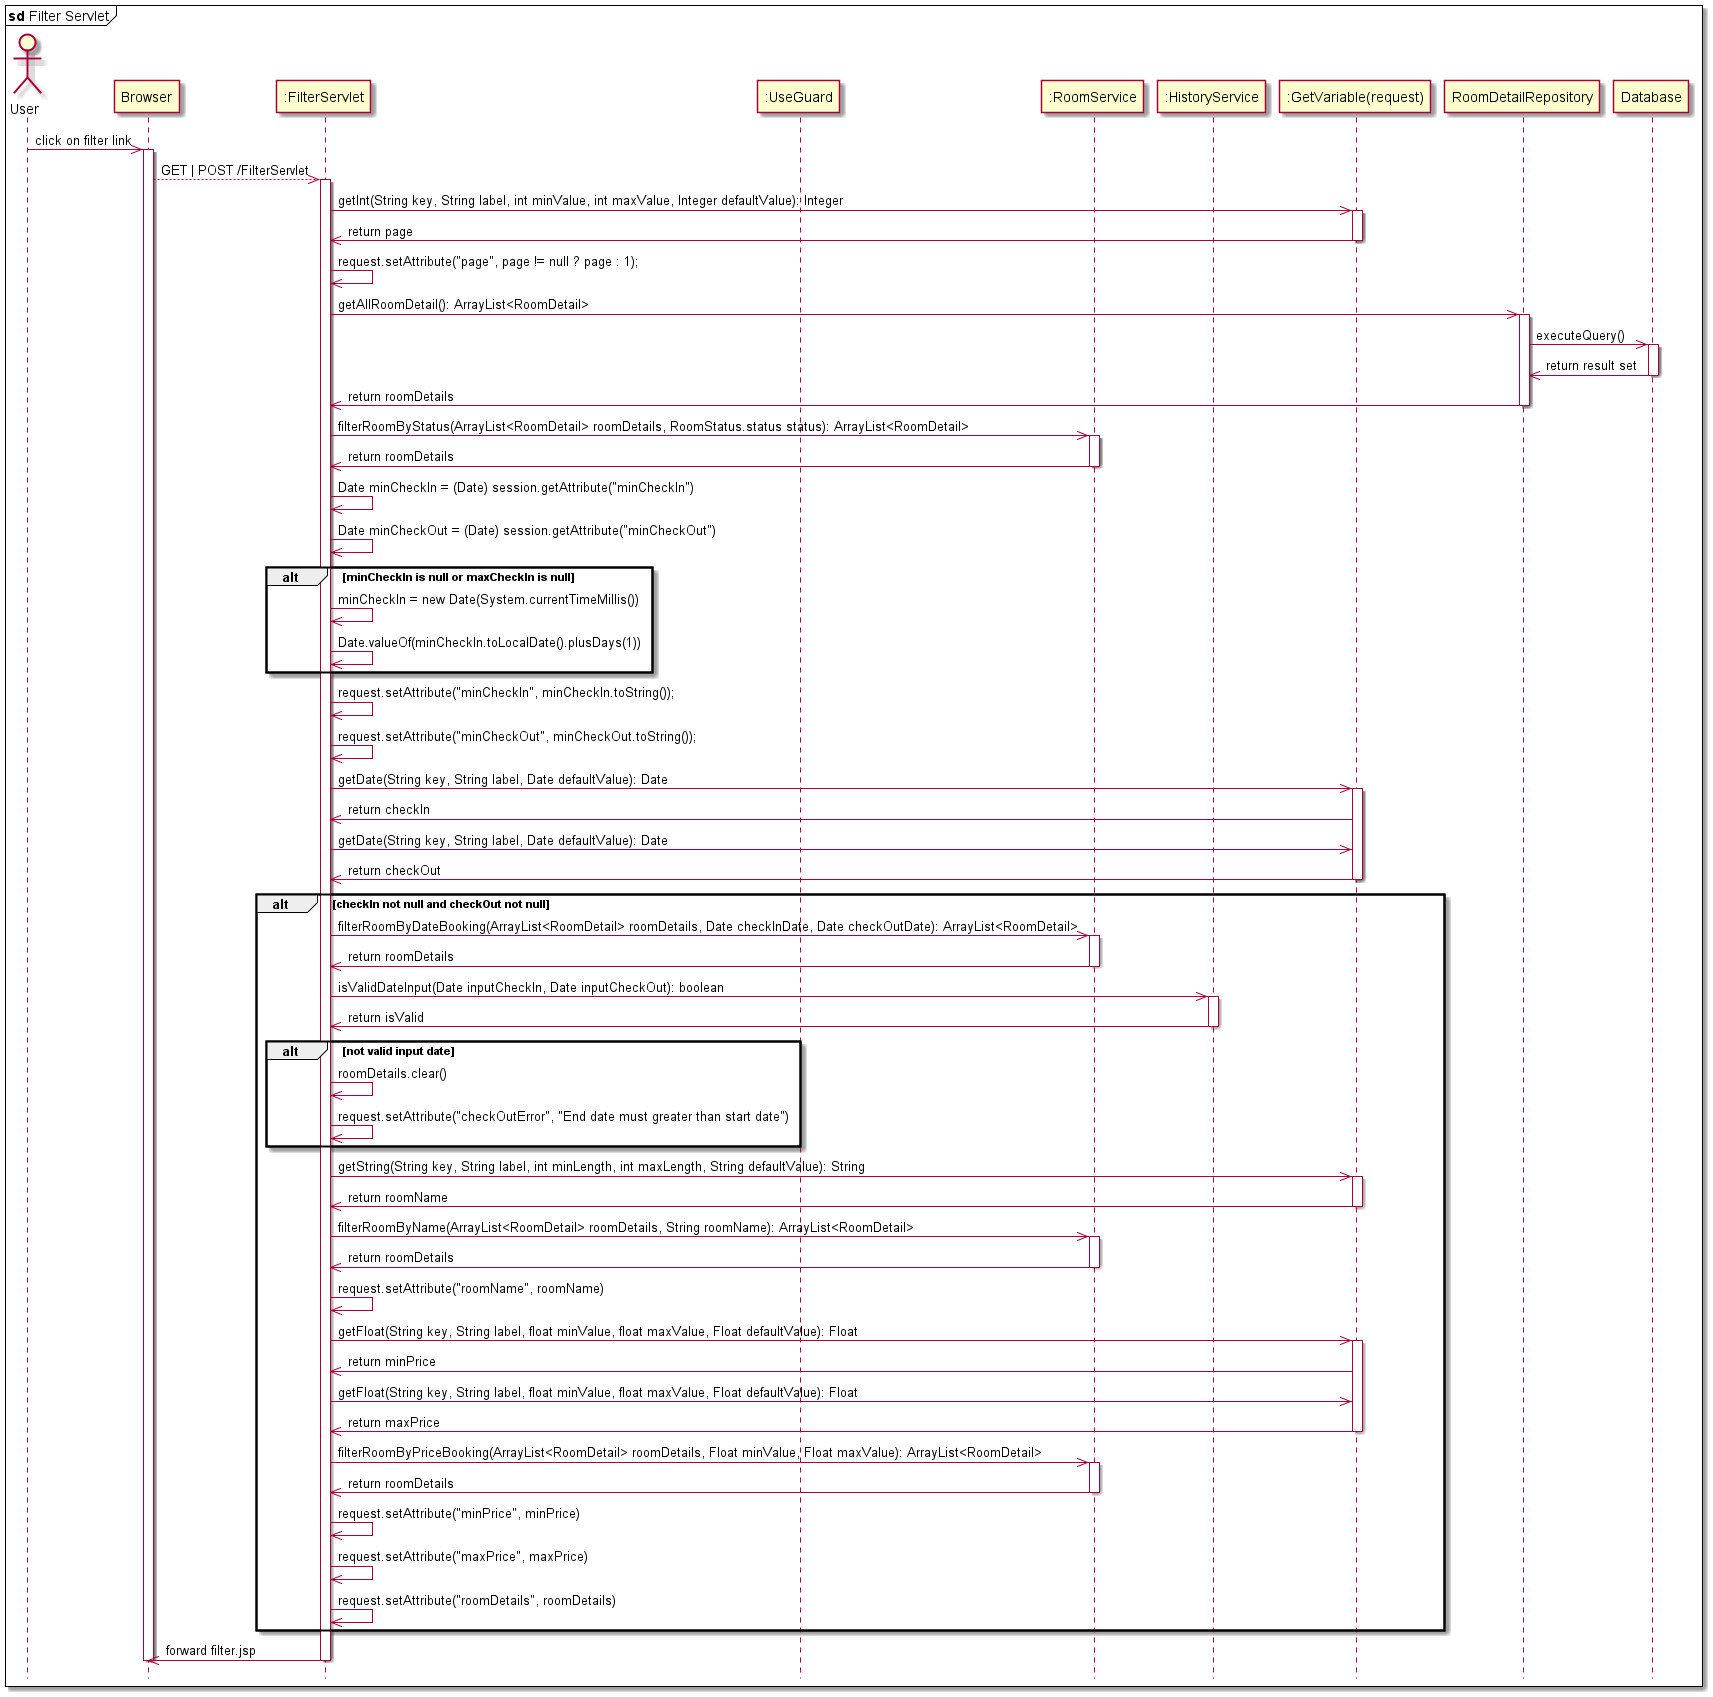 sd Filter Servlet
User
Browser
:FilterServlet
:UseGuard
:RoomService
:HistoryService
:GetVariable(request)
RoomDetailRepository
Database
click on filter link
GET | POST /FilterServlet
getInt(String key, String label, int minValue, int maxValue, Integer defaultValue): Integer
return page
request.setAttribute("page", page != null ? page : 1);
getAllRoomDetail(): ArrayList<RoomDetail>
executeQuery()
return result set
return roomDetails
filterRoomByStatus(ArrayList<RoomDetail> roomDetails, RoomStatus.status status): ArrayList<RoomDetail>
return roomDetails
Date minCheckIn = (Date) session.getAttribute("minCheckIn")
Date minCheckOut = (Date) session.getAttribute("minCheckOut")
alt [minCheckIn is null or maxCheckIn is null]
minCheckIn = new Date(System.currentTimeMillis())
Date.valueOf(minCheckIn.toLocalDate().plusDays(1))
request.setAttribute("minCheckIn", minCheckIn.toString());
request.setAttribute("minCheckOut", minCheckOut.toString());
getDate(String key, String label, Date defaultValue): Date
return checkIn
getDate(String key, String label, Date defaultValue): Date
return checkOut
alt [checkIn not null and checkOut not null]
filterRoomByDateBooking(ArrayList<RoomDetail> roomDetails, Date checkInDate, Date checkOutDate): ArrayList<RoomDetail>
return roomDetails
isValidDateInput(Date inputCheckIn, Date inputCheckOut): boolean
return isValid
alt [not valid input date]
roomDetails.clear()
request.setAttribute("checkOutError", "End date must greater than start date")
getString(String key, String label, int minLength, int maxLength, String defaultValue): String
return roomName
filterRoomByName(ArrayList<RoomDetail> roomDetails, String roomName): ArrayList<RoomDetail>
return roomDetails
request.setAttribute("roomName", roomName)
getFloat(String key, String label, float minValue, float maxValue, Float defaultValue): Float
return minPrice
getFloat(String key, String label, float minValue, float maxValue, Float defaultValue): Float
return maxPrice
filterRoomByPriceBooking(ArrayList<RoomDetail> roomDetails, Float minValue, Float maxValue): ArrayList<RoomDetail>
return roomDetails
request.setAttribute("minPrice", minPrice)
request.setAttribute("maxPrice", maxPrice)
request.setAttribute("roomDetails", roomDetails)
forward filter.jsp